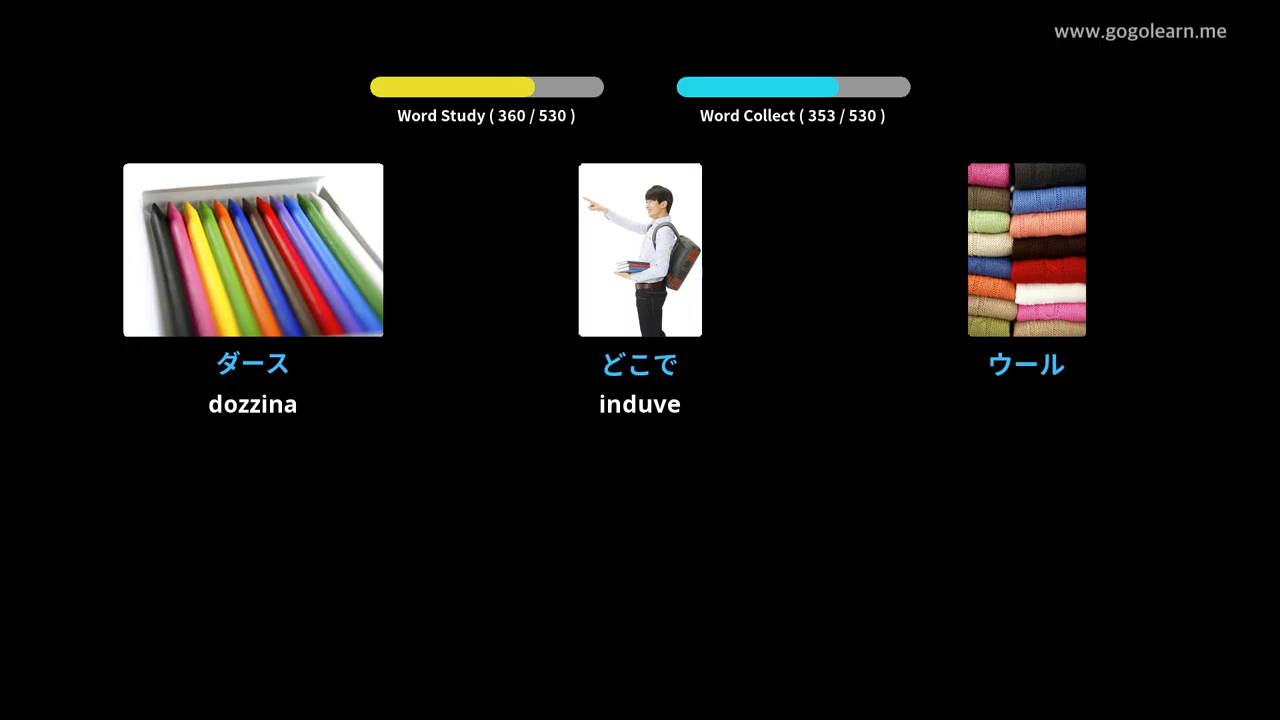 www.gogolearn.me
Word Study ( 360 / 530 )
Word Collect ( 353 / 530 )
ダース
どこで
ウール
dozzina
induve